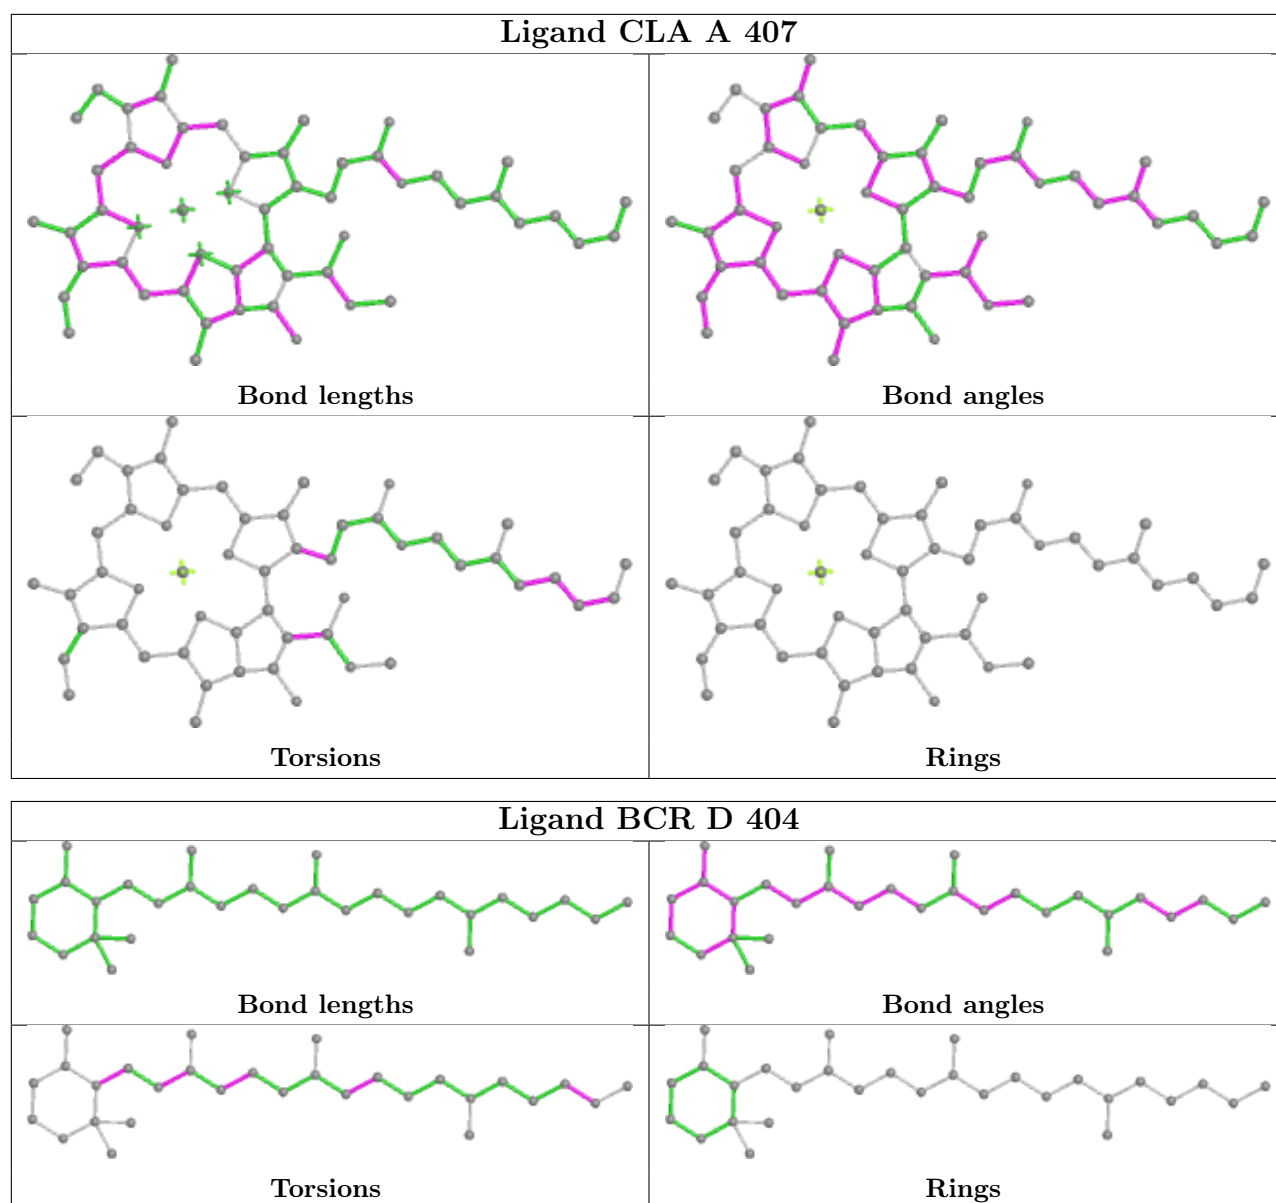 Ligand CLA A 407
Bond lengths
Bond angles
Torsions
Rings
Ligand BCR D 404
Bond lengths
Bond angles
Torsions
Rings